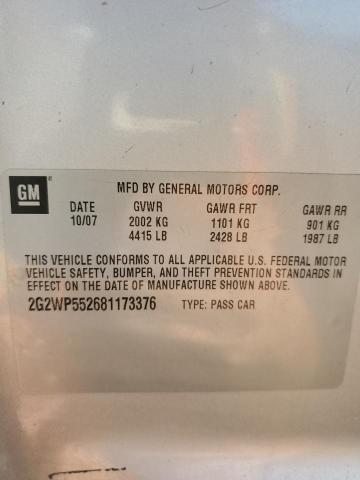 GM
MFD BY GENERAL MOTORS CORP.
DATE GVWR GAWR FRT GAWR RR
10/07 2002 KG 1101 KG 901 KG
4415 LB 2428 LB 1987 LB
THIS VEHICLE CONFORMS TO ALL APPLICABLE U.S. FEDERAL MOTOR
VEHICLE SAFETY, BUMPER, AND THEFT PREVENTION STANDARDS IN
EFFECT ON THE DATE OF MANUFACTURE SHOWN ABOVE.
2G2WP552681173376 TYPE: PASS CAR